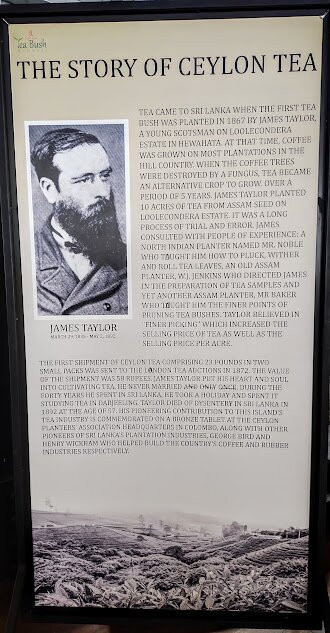 Tea Bush
THE STORY OF CEYLON TEA
TEA CAME TO SRI LANKA WHEN THE FIRST TEA
BUSH WAS PLANTED IN 1867 BY JAMES TAYLOR,
A YOUNG SCOTSMAN ON LOOLECONDERA
ESTATE IN HEWAHATA. AT THAT TIME, COFFEE
WAS GROWN ON MOST PLANTATIONS IN THE
HILL COUNTRY. WHEN THE COFFEE TREES
WERE DESTROYED BY A FUNGUS, TEA BECAME
AN ALTERNATIVE CROP TO GROW. OVER A
PERIOD OF 5 YEARS. JAMES TAYLOR PLANTED
10 ACRES OF TEA FROM ASSAM SEED ON
LOOLECONDERA ESTATE. IT WAS A LONG
PROCESS OF TRIAL AND ERROR. JAMES
CONSULTED WITH PEOPLE OF EXPERIENCE: A
NORTH INDIAN PLANTER NAMED MR. NOBLE
WHO TAUGHT HIM HOW TO PLUCK, WITHER
AND ROLL TEA LEAVES, AN OLD ASSAM
PLANTER, W.J. JENKINS WHO DIRECTED JAMES
IN THE PREPARATION OF TEA SAMPLES AND
YET ANOTHER ASSAM PLANTER, MR BAKER
WHO TAUGHT HIM THE FINER POINTS OF
PRUNING TEA BUSHES. TAYLOR BELIEVED IN
"FINER PICKING" WHICH INCREASED THE
SELLING PRICE OF TEA AS WELL AS THE
SELLING PRICE PER ACRE.
JAMES TAYLOR
MARCH 29, 1835 - MAY 2, 1892
THE FIRST SHIPMENT OF CEYLON TEA COMPRISING 23 POUNDS IN TWO
SMALL PACKS WAS SENT TO THE LONDON TEA AUCTIONS IN 1872. THE VALUE
OF THE SHIPMENT WAS 58 RUPEES. JAMES TAYLOR PUT HIS HEART AND SOUL
INTO CULTIVATING TEA, HE NEVER MARRIED AND ONLY ONCE, DURING THE
FORTY YEARS HE SPENT IN SRI LANKA, HE TOOK A HOLIDAY AND SPENT IT
STUDYING TEA IN DARJEELING. TAYLOR DIED OF DYSENTERY IN SRI LANKA IN
1892 AT THE AGE OF 57. HIS PIONEERING CONTRIBUTION TO THIS ISLAND'S
TEA INDUSTRY IS COMMEMORATED ON A BRONZE TABLET AT THE CEYLON
PLANTERS' ASSOCIATION HEADQUARTERS IN COLOMBO, ALONG WITH OTHER
PIONEERS OF SRI LANKA'S PLANTATION INDUSTRIES, GEORGE BIRD AND
HENRY WICKHAM WHO HELPED BUILD THE COUNTRY'S COFFEE AND RUBBER
INDUSTRIES RESPECTIVELY.